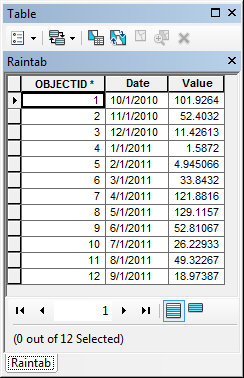 Table
Raintab
OBJECTID * Date Value
1 10/1/2010 101.9264
2 11/1/2010 52.4032
3 12/1/2010 11.42613
4 1/1/2011 1.5872
5 2/1/2011 4.945066
6 3/1/2011 33.8432
7 4/1/2011 121.8816
8 5/1/2011 129.1157
9 6/1/2011 52.81067
10 7/1/2011 26.22933
11 8/1/2011 49.32267
12 9/1/2011 18.97387
1
(0 out of 12 Selected)
Raintab